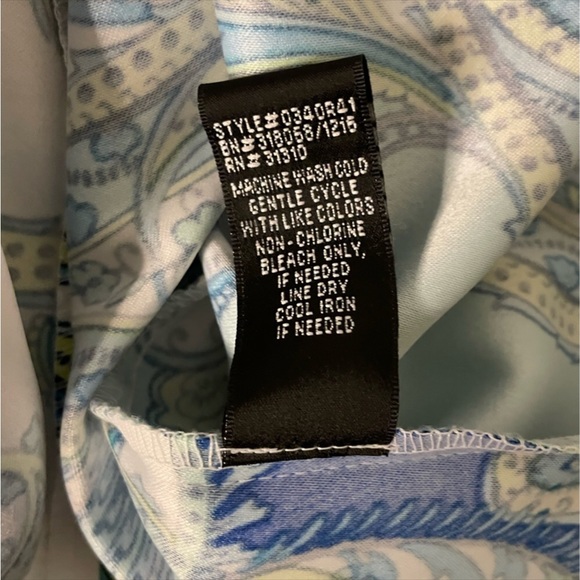 STYLE#0340R41
BN#318058/1215
RN#31310
MACHINE WASH COLD
GENTLE CYCLE
WITH LIKE COLORS
NON-CHLORINE
BLEACH ONLY,
IF NEEDED
LINE DRY
COOL IRON
IF NEEDED